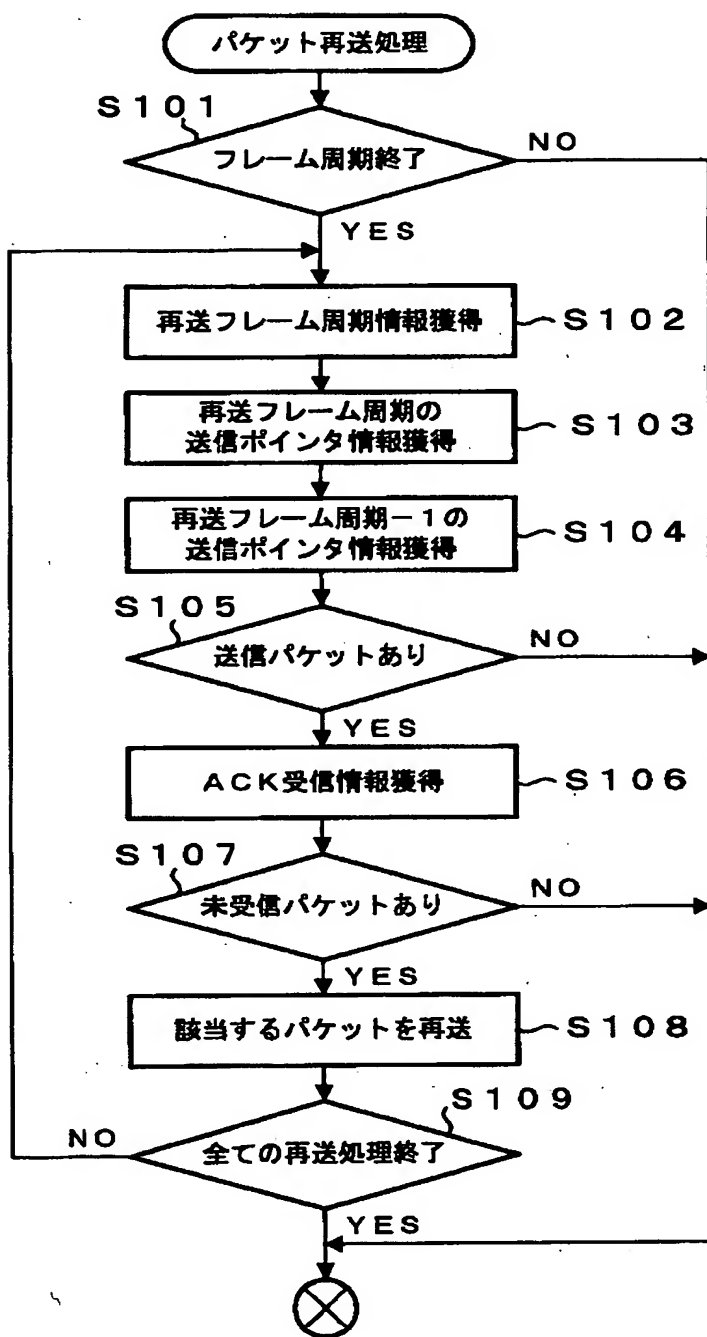 パケット再送処理
S101
フレーム周期終了
NO
YES
再送フレーム周期情報獲得
S102
再送フレーム周期の
送信ポインタ情報獲得
S103
再送フレーム周期－1の
送信ポインタ情報獲得
S104
S105
送信パケットあり
NO
YES
ACK受信情報獲得
S106
S107
未受信パケットあり
NO
YES
該当するパケットを再送
S108
S109
NO
全ての再送処理終了
YES